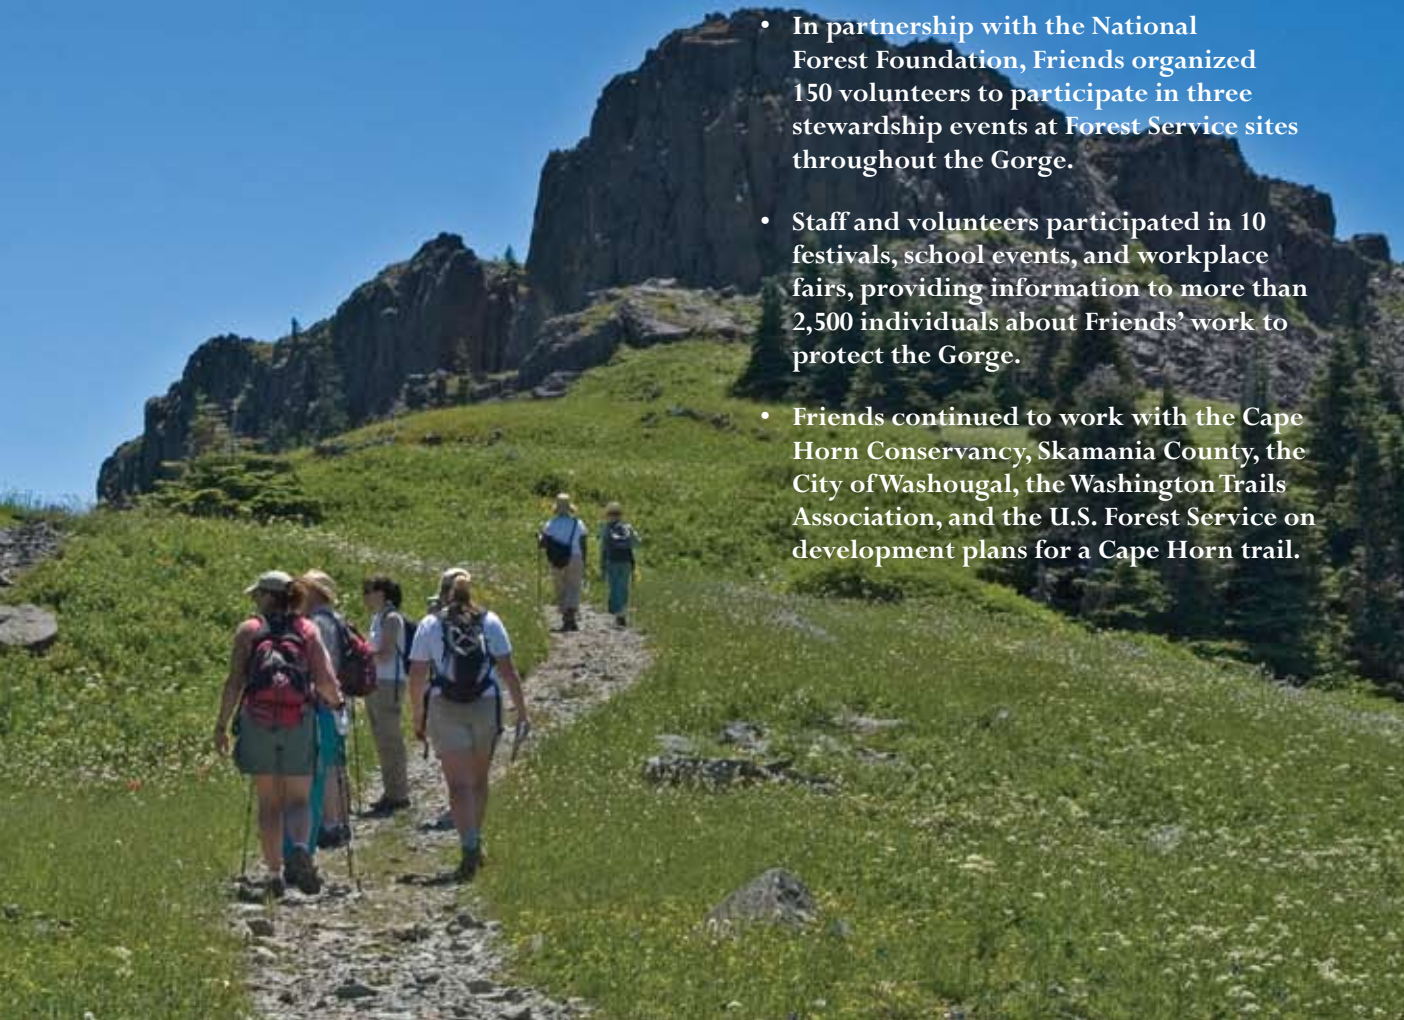 • In partnership with the National
Forest Foundation, Friends organized
150 volunteers to participate in three
stewardship events at Forest Service sites
throughout the Gorge.
• Staff and volunteers participated in 10
festivals, school events, and workplace
fairs, providing information to more than
2,500 individuals about Friends’ work to
protect the Gorge.
• Friends continued to work with the Cape
Horn Conservancy, Skamania County, the
City of Washougal, the Washington Trails
Association, and the U.S. Forest Service on
development plans for a Cape Horn trail.